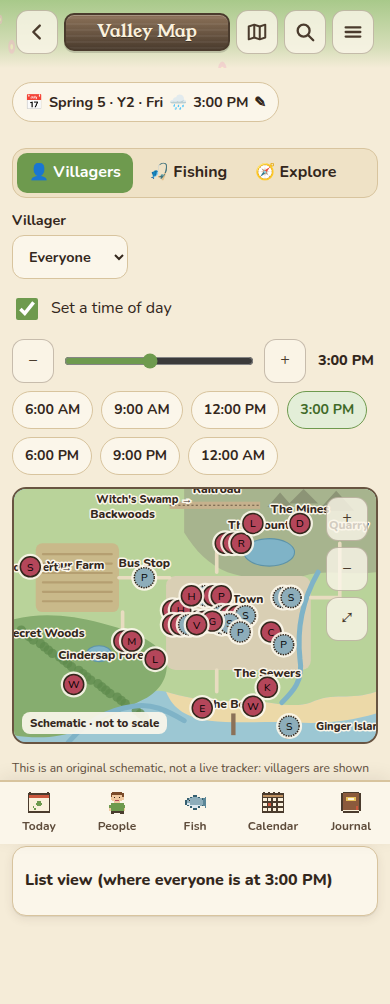 Valley Map
Spring 5 · Y2 · Fri 3:00 PM
Villagers
Fishing
Explore
Villager
Everyone
Set a time of day
−
+
3:00 PM
6:00 AM
9:00 AM
12:00 PM
3:00 PM
6:00 PM
9:00 PM
12:00 AM
Railroad
Witch's Swamp →
Backwoods
The Mines
L
D
+
Quarry
R
S
Farm
Bus Stop
P
−
H
P
S
Town
S
V
G
P
C
P
M
ecret Woods
Cindersap Fore
L
The Sewers
W
K
E
W
S
Schematic · not to scale
Ginger Islan
This is an original schematic, not a live tracker: villagers are shown
Today
People
Fish
Calendar
Journal
List view (where everyone is at 3:00 PM)